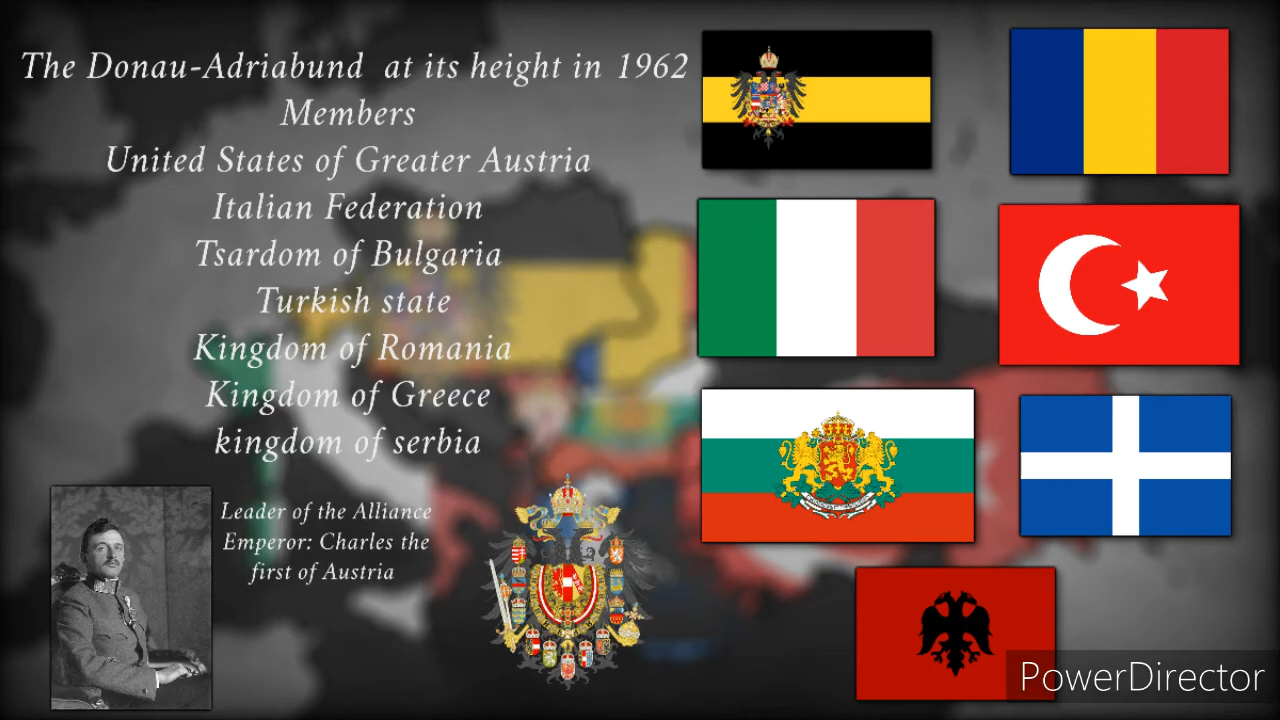 The Donau-Adriabund at its height in 1962
Members
United States of Greater Austria
Italian Federation
Tsardom of Bulgaria
Turkish state
Kingdom of Romania
Kingdom of Greece
kingdom of serbia
Leader of the Alliance
Emperor: Charles the
first of Austria
PowerDirector